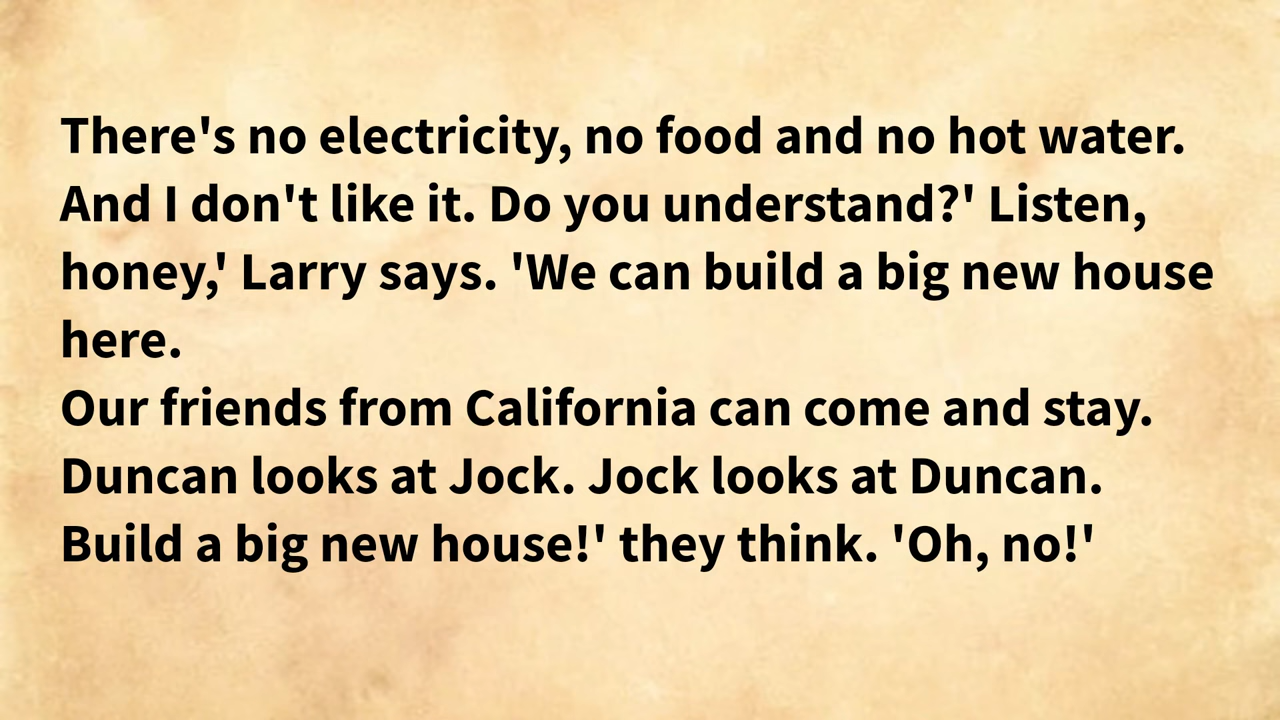 There's no electricity, no food and no hot water.
And I don't like it. Do you understand?' Listen,
honey,' Larry says. 'We can build a big new house
here.
Our friends from California can come and stay.
Duncan looks at Jock. Jock looks at Duncan.
Build a big new house!' they think. 'Oh, no!'